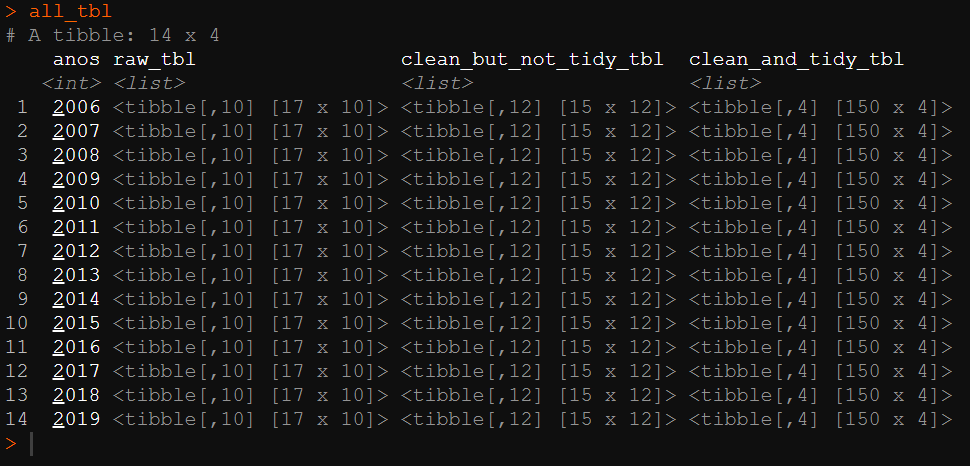 > all_tbl
# A tibble: 14 x 4
    anos raw_tbl                 clean_but_not_tidy_tbl  clean_and_tidy_tbl
   <int> <list>                  <list>                  <list>
 1  2006 <tibble[,10] [17 x 10]> <tibble[,12] [15 x 12]> <tibble[,4] [150 x 4]>
 2  2007 <tibble[,10] [17 x 10]> <tibble[,12] [15 x 12]> <tibble[,4] [150 x 4]>
 3  2008 <tibble[,10] [17 x 10]> <tibble[,12] [15 x 12]> <tibble[,4] [150 x 4]>
 4  2009 <tibble[,10] [17 x 10]> <tibble[,12] [15 x 12]> <tibble[,4] [150 x 4]>
 5  2010 <tibble[,10] [17 x 10]> <tibble[,12] [15 x 12]> <tibble[,4] [150 x 4]>
 6  2011 <tibble[,10] [17 x 10]> <tibble[,12] [15 x 12]> <tibble[,4] [150 x 4]>
 7  2012 <tibble[,10] [17 x 10]> <tibble[,12] [15 x 12]> <tibble[,4] [150 x 4]>
 8  2013 <tibble[,10] [17 x 10]> <tibble[,12] [15 x 12]> <tibble[,4] [150 x 4]>
 9  2014 <tibble[,10] [17 x 10]> <tibble[,12] [15 x 12]> <tibble[,4] [150 x 4]>
10  2015 <tibble[,10] [17 x 10]> <tibble[,12] [15 x 12]> <tibble[,4] [150 x 4]>
11  2016 <tibble[,10] [17 x 10]> <tibble[,12] [15 x 12]> <tibble[,4] [150 x 4]>
12  2017 <tibble[,10] [17 x 10]> <tibble[,12] [15 x 12]> <tibble[,4] [150 x 4]>
13  2018 <tibble[,10] [17 x 10]> <tibble[,12] [15 x 12]> <tibble[,4] [150 x 4]>
14  2019 <tibble[,10] [17 x 10]> <tibble[,12] [15 x 12]> <tibble[,4] [150 x 4]>
>